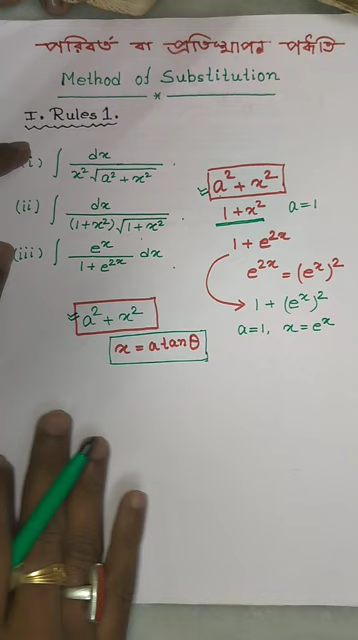 পরিবর্ত বা প্রতিস্থাপন পদ্ধতি
Method of Substitution
I. Rules 1.
i) ∫ dx / x² √(a² + x²) .
(ii) ∫ dx / (1+x²) √(1+x²) .
(iii) ∫ eˣ / (1 + e²ˣ) dx .
a² + x²
x = a tanθ
a² + x²
1 + x² a = 1
1 + e²ˣ
e²ˣ = (eˣ)²
1 + (eˣ)²
a = 1, x = eˣ